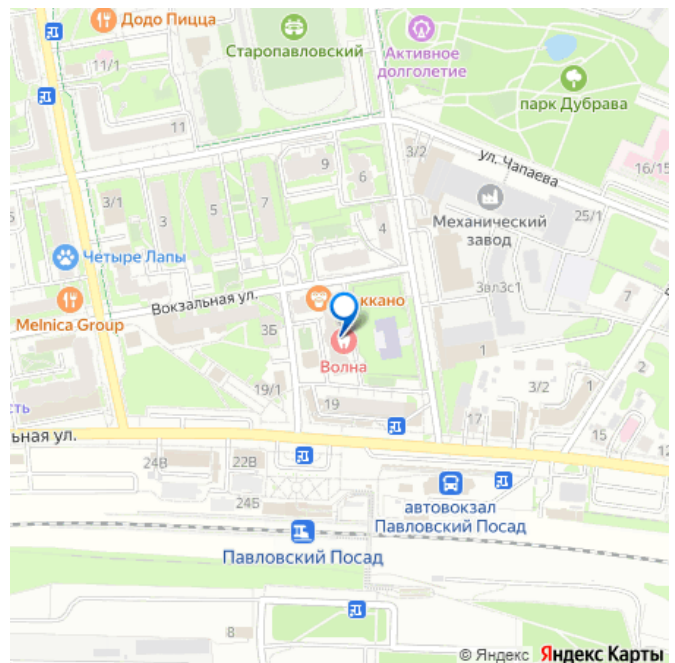 Додо Пицца
Старопавловский
Активное
долголетие
парк Дубрава
11/1
11
3/2
ул. Чапаева
16/15
9
6
3/1
3
5
7
4
Механический
завод
25/1
Четыре Лапы
Вокзальная ул.
ккано
3вл3с1
7
Melnica Group
3Б
Волна
1
2
19/1
3/2
19
17
15
12
сть
ьная ул.
24В
22В
24Б
автовокзал
Павловский Посад
Павловский Посад
8
© Яндекс Яндекс Карты